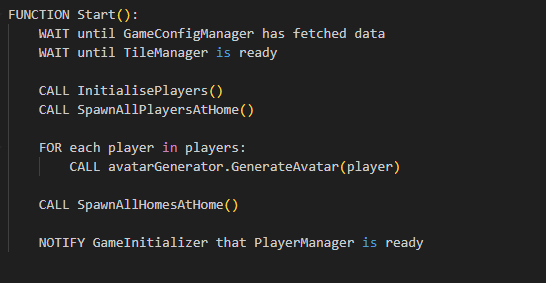 FUNCTION Start():
WAIT until GameConfigManager has fetched data
WAIT until TileManager is ready
CALL InitialisePlayers()
CALL SpawnAllPlayersAtHome()
FOR each player in players:
CALL avatarGenerator.GenerateAvatar(player)
CALL SpawnAllHomesAtHome()
NOTIFY GameInitializer that PlayerManager is ready